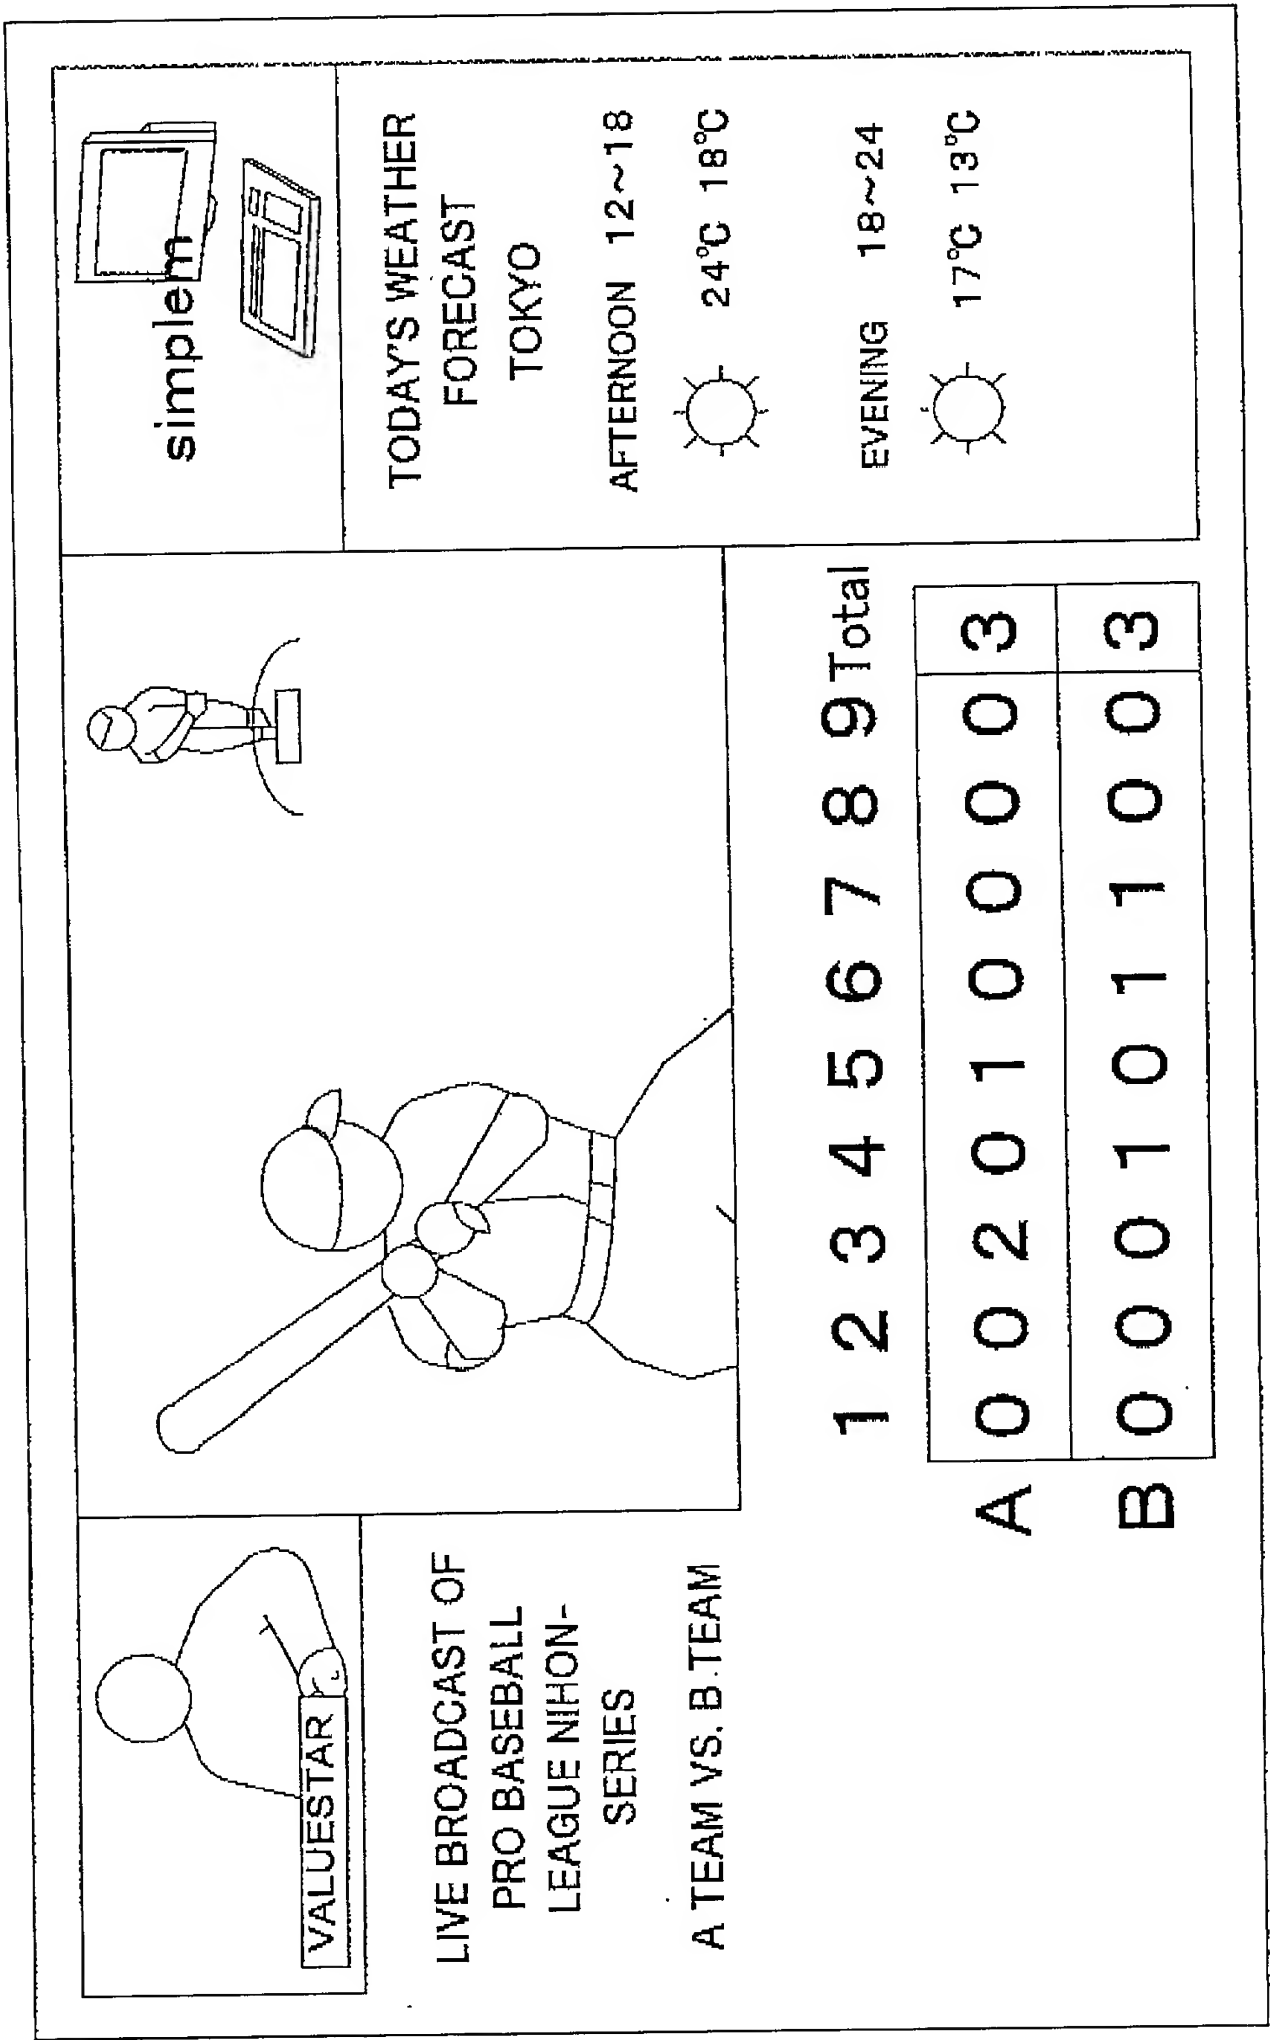 VALUESTAR
LIVE BROADCAST OF
PRO BASEBALL
LEAGUE NIHON-
SERIES
A TEAM VS. B TEAM
1 2 3 4 5 6 7 8 9 Total
A 0 0 2 0 1 0 0 0 0 3
B 0 0 0 1 0 1 1 0 0 3
simplem
TODAY'S WEATHER
FORECAST
TOKYO
AFTERNOON 12~18
24°C 18°C
EVENING 18~24
17°C 13°C